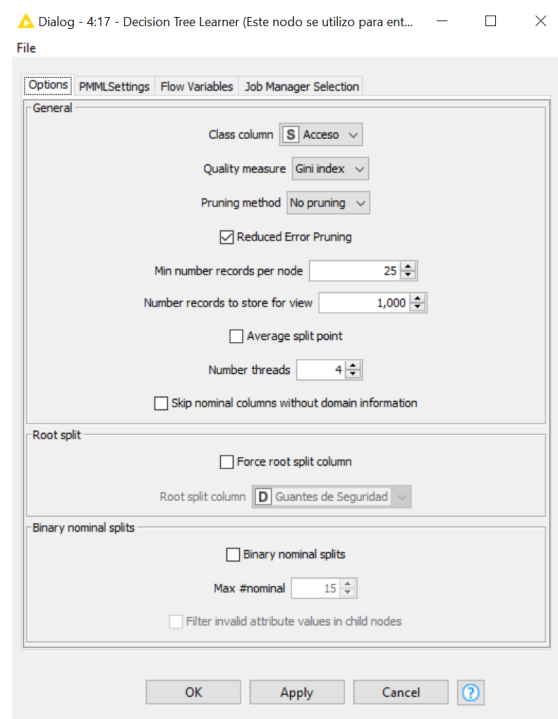 Dialog - 4:17 - Decision Tree Learner (Este nodo se utilizo para ent...
File
Options PMMLSettings Flow Variables Job Manager Selection
General
Class column S Acceso
Quality measure Gini index
Pruning method No pruning
Reduced Error Pruning
Min number records per node 25
Number records to store for view 1,000
Average split point
Number threads 4
Skip nominal columns without domain information
Root split
Force root split column
Root split column D Guantes de Seguridad
Binary nominal splits
Binary nominal splits
Max #nominal 15
Filter invalid attribute values in child nodes
OK Apply Cancel ?